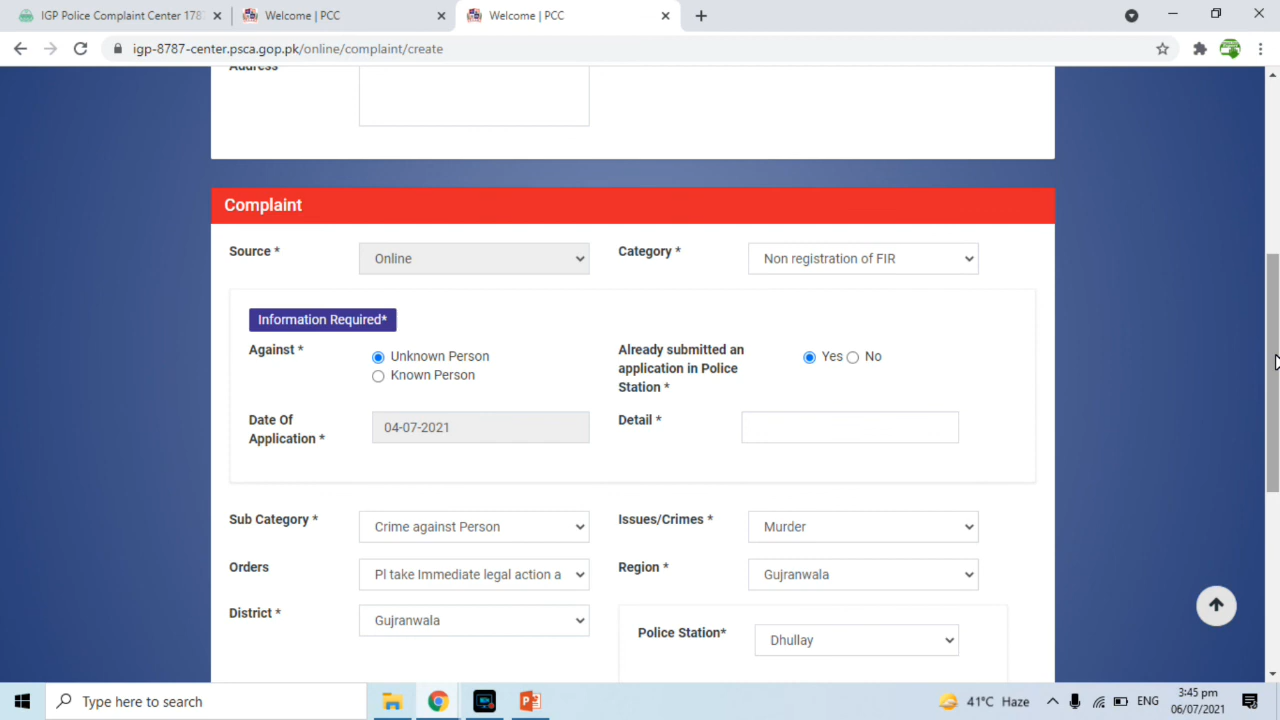 IGP Police Complaint Center 1787
Welcome | PCC
Welcome | PCC
igp-8787-center.psca.gop.pk/online/complaint/create
Address
Complaint
Source *
Online
Category *
Non registration of FIR
Information Required*
Against *
Unknown Person
Known Person
Already submitted an
application in Police
Station *
Yes
No
Date Of
Application *
04-07-2021
Detail *
Sub Category *
Crime against Person
Issues/Crimes *
Murder
Orders
Pl take Immediate legal action a
Region *
Gujranwala
District *
Gujranwala
Police Station*
Dhullay
Type here to search
41°C Haze
ENG
3:45 pm
06/07/2021